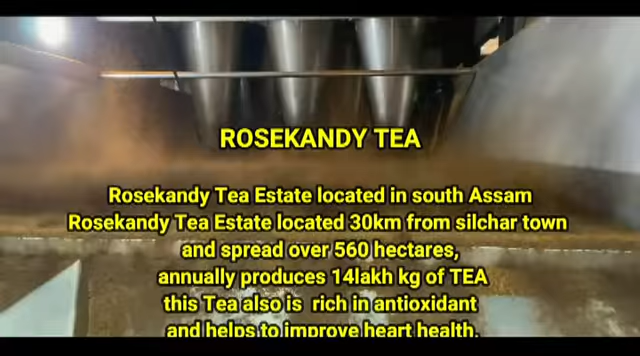 ROSEKANDY TEA
Rosekandy Tea Estate located in south Assam
Rosekandy Tea Estate located 30km from silchar town
and spread over 560 hectares,
annually produces 14lakh kg of TEA
this Tea also is  rich in antioxidant
and helps to improve heart health.